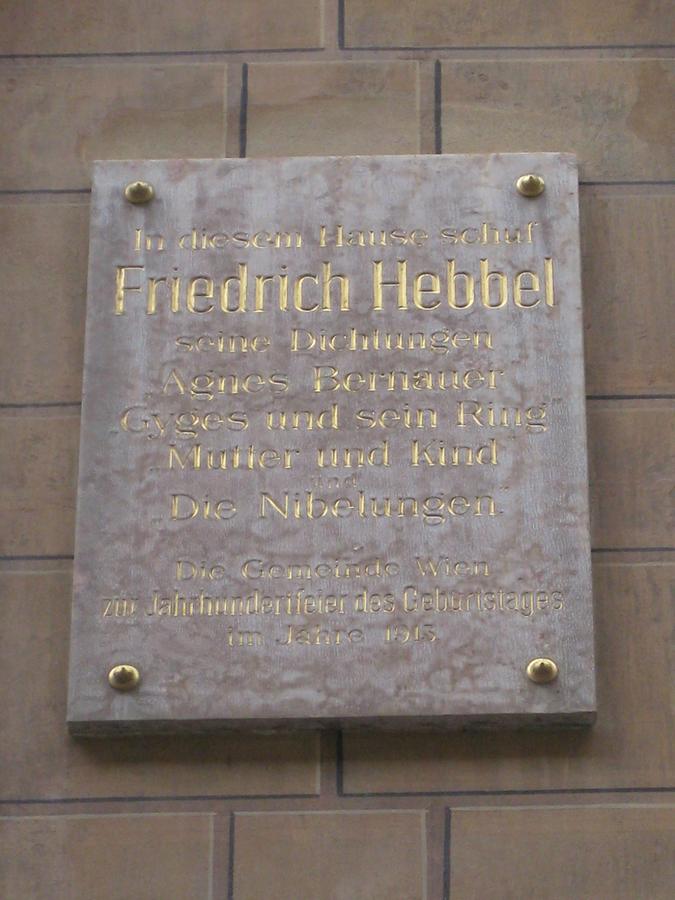 In diesem Hause schuf
Friedrich Hebbel
seine Dichtungen
„Agnes Bernauer"
„Gyges und sein Ring"
„Mutter und Kind"
und
„Die Nibelungen".
Die Gemeinde Wien
zur Jahrhundertfeier des Geburtstages
im Jahre 1913